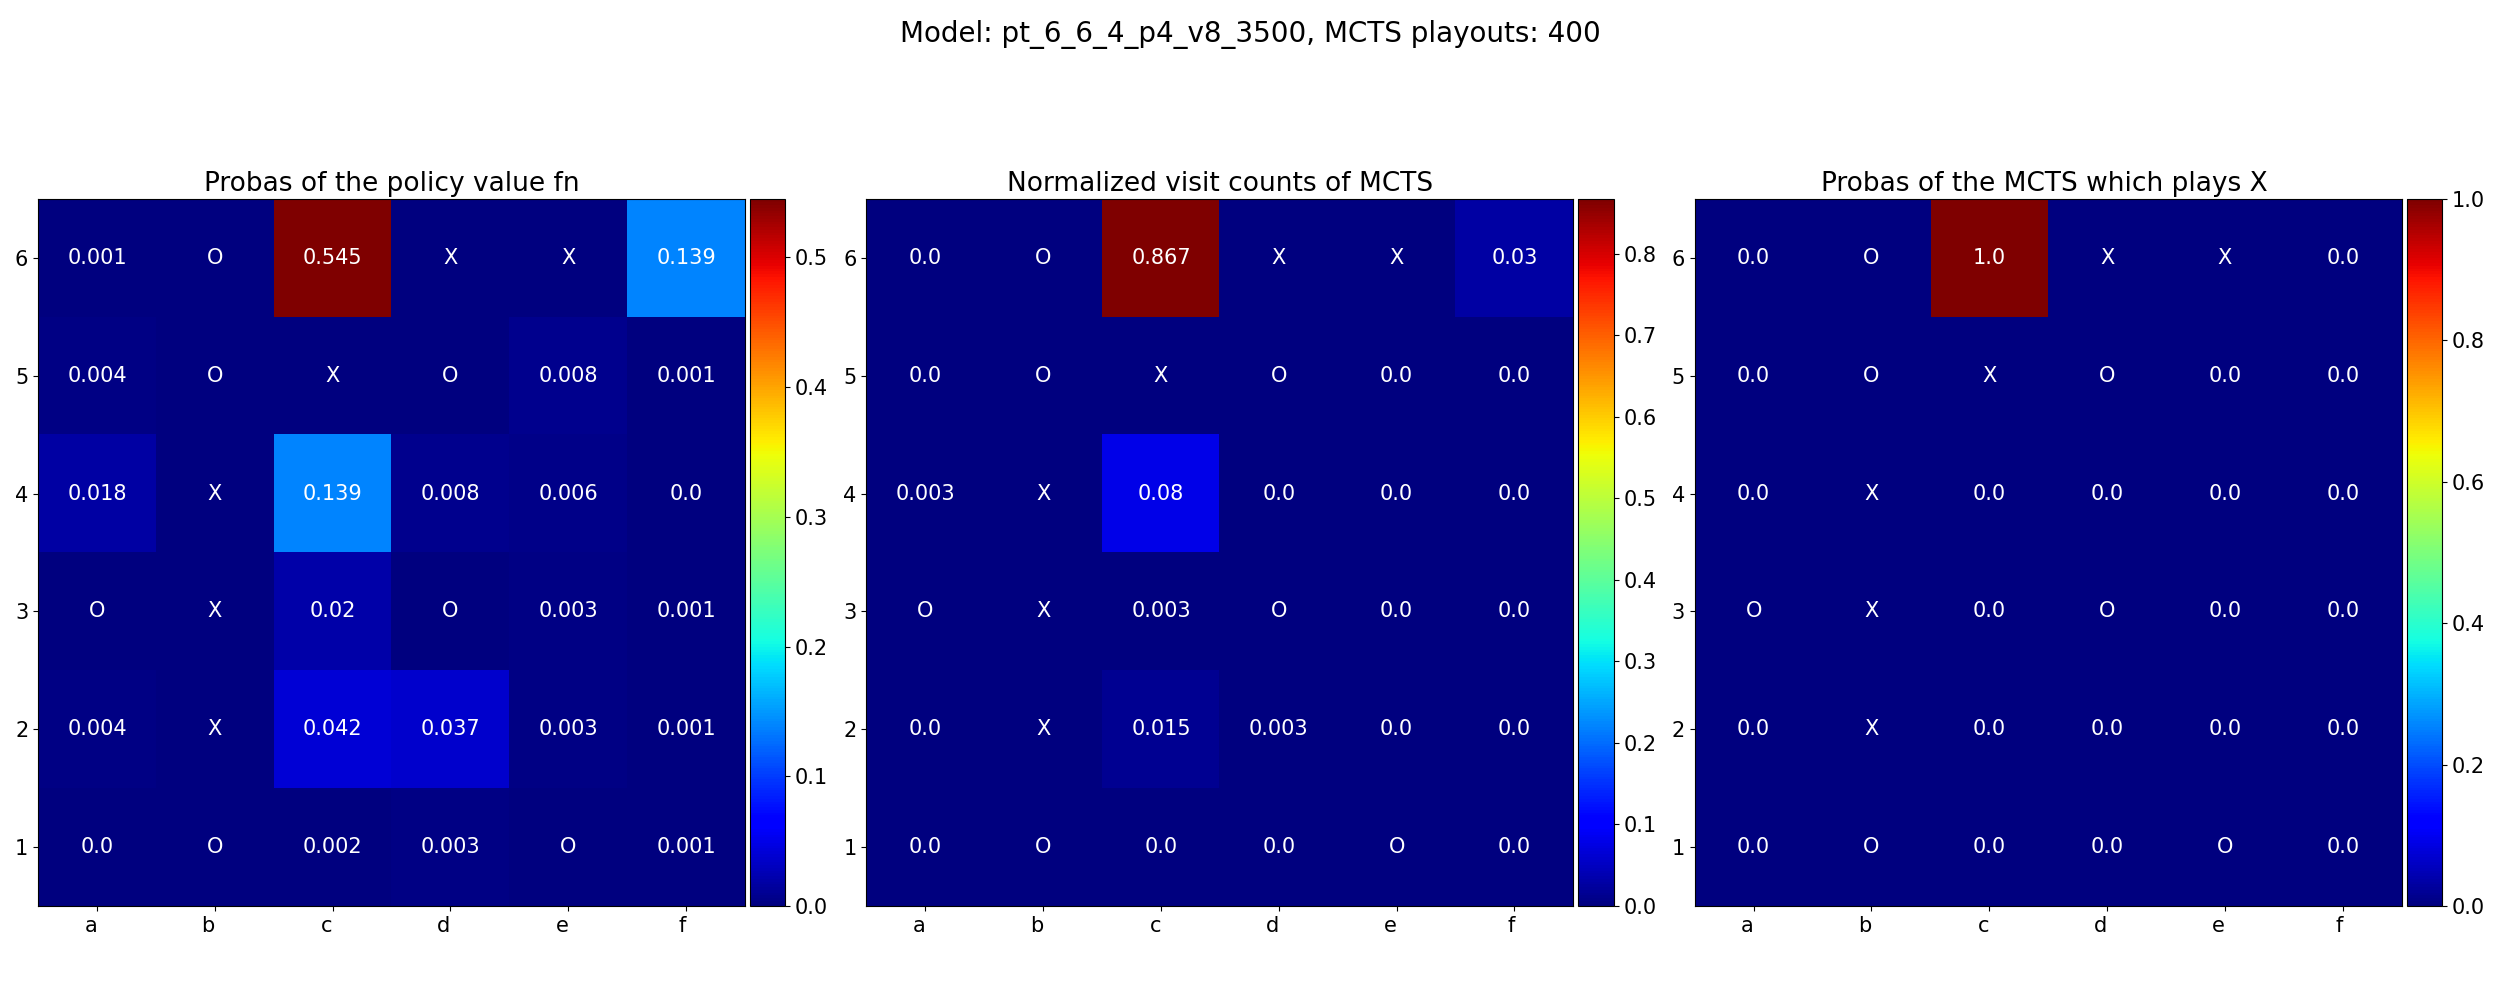 Model: pt_6_6_4_p4_v8_3500, MCTS playouts: 400
Probas of the policy value fn
6 0.001 O 0.545 X X 0.139
5 0.004 O X O 0.008 0.001
4 0.018 X 0.139 0.008 0.006 0.0
3 O X 0.02 O 0.003 0.001
2 0.004 X 0.042 0.037 0.003 0.001
1 0.0 O 0.002 0.003 O 0.001
a b c d e f
0.5
0.4
0.3
0.2
0.1
0.0
Normalized visit counts of MCTS
6 0.0 O 0.867 X X 0.03
5 0.0 O X O 0.0 0.0
4 0.003 X 0.08 0.0 0.0 0.0
3 O X 0.003 O 0.0 0.0
2 0.0 X 0.015 0.003 0.0 0.0
1 0.0 O 0.0 0.0 O 0.0
a b c d e f
0.8
0.7
0.6
0.5
0.4
0.3
0.2
0.1
0.0
Probas of the MCTS which plays X
6 0.0 O 1.0 X X 0.0
5 0.0 O X O 0.0 0.0
4 0.0 X 0.0 0.0 0.0 0.0
3 O X 0.0 O 0.0 0.0
2 0.0 X 0.0 0.0 0.0 0.0
1 0.0 O 0.0 0.0 O 0.0
a b c d e f
1.0
0.8
0.6
0.4
0.2
0.0